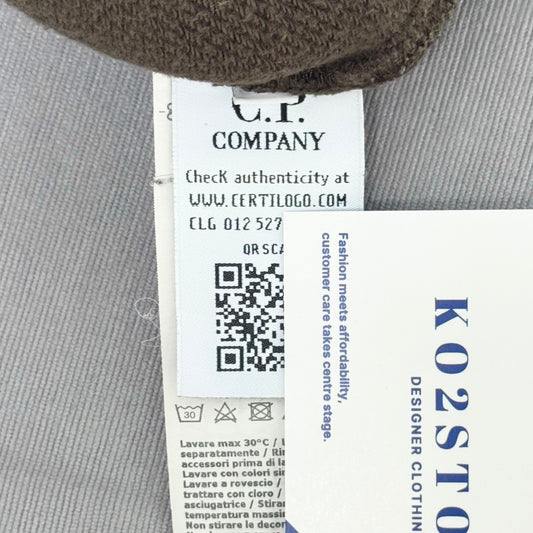 C.P.
COMPANY
Check authenticity at
WWW.CERTILOGO.COM
CLG 012 527
QR SCA
30
Lavare max 30°C / L
separatamente / Rin
accessori prima di la
Lavare con colori sim
Lavare a rovescio /
trattare con cloro /
asciugatrice / Stirar
temperatura massim
Non stirare le decor
Fashion meets affordability,
customer care takes centre stage.
KO2STO
DESIGNER CLOTHIN